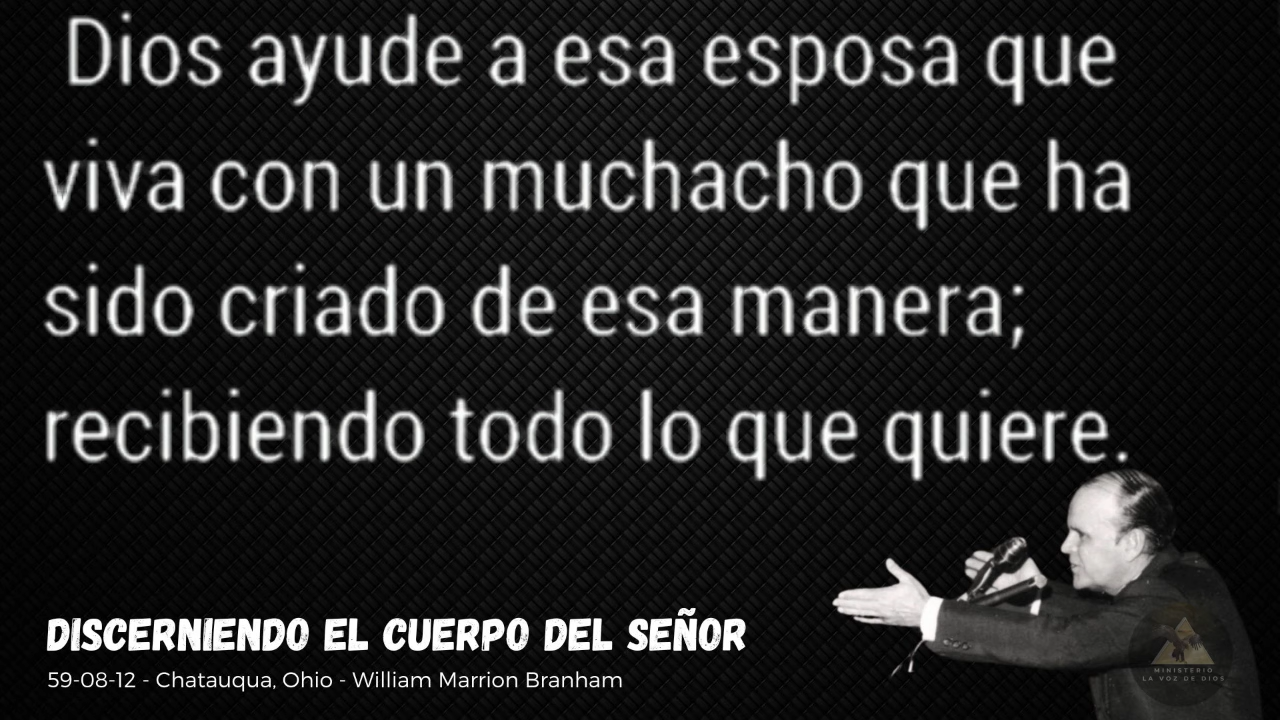 Dios ayude a esa esposa que
viva con un muchacho que ha
sido criado de esa manera;
recibiendo todo lo que quiere.
DISCERNIENDO EL CUERPO DEL SEÑOR
59-08-12 - Chatauqua, Ohio - William Marrion Branham
MINISTERIO
LA VOZ DE DIOS